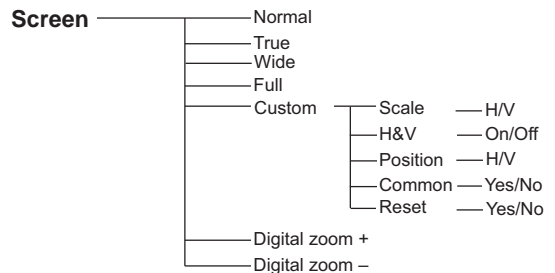 Screen Normal
True
Wide
Full
Custom Scale H/V
H&V On/Off
Position H/V
Common Yes/No
Reset Yes/No
Digital zoom +
Digital zoom –